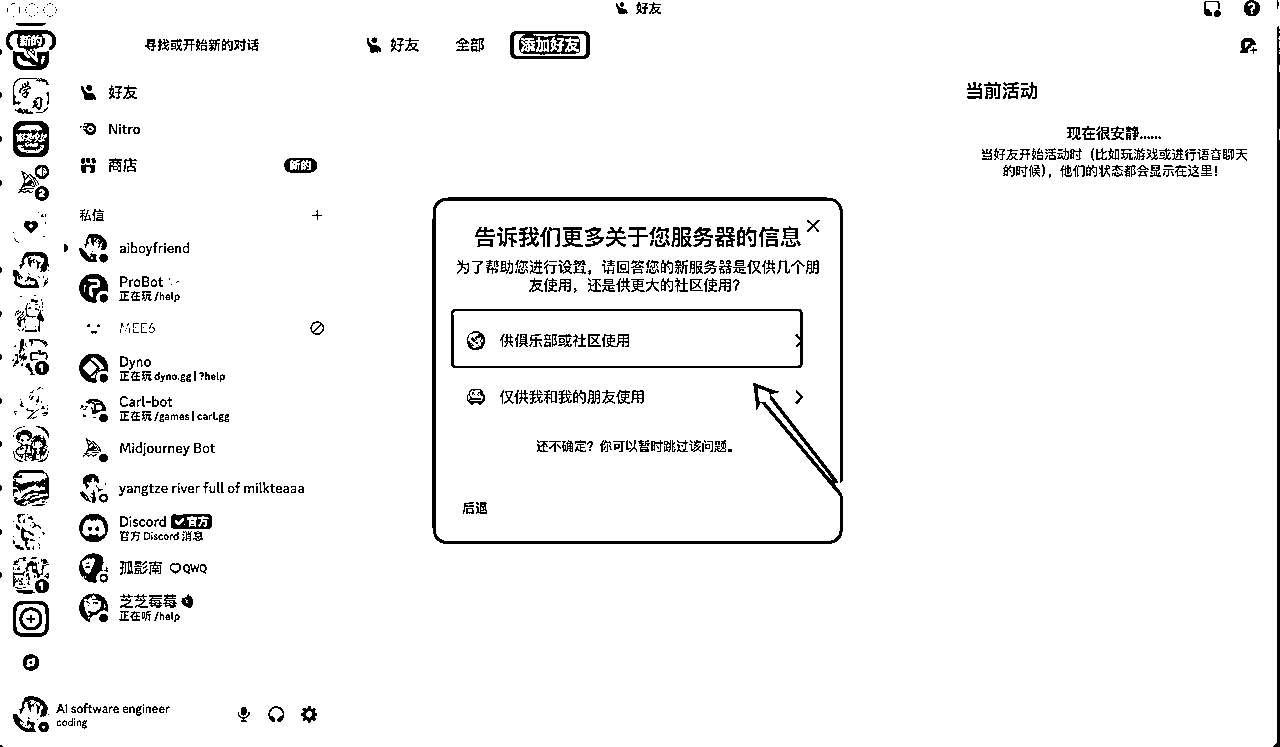 好友
新的
寻找或开始新的对话
好友
全部
添加好友
学
习
2
1
1
好友
Nitro
商店
新的
私信
aiboyfriend
ProBot
正在玩 /help
MEE6
Dyno
正在玩 dyno.gg | ?help
Carl-bot
正在玩 /games | carl.gg
Midjourney Bot
yangtze river full of milkteaaa
Discord 官方
官方 Discord 消息
孤影南 QWQ
芝芝莓莓
正在听 /help
AI software engineer
coding
告诉我们更多关于您服务器的信息
为了帮助您进行设置，请回答您的新服务器是仅供几个朋
友使用，还是供更大的社区使用？
供俱乐部或社区使用
仅供我和我的朋友使用
还不确定？你可以暂时跳过该问题。
后退
当前活动
现在很安静……
当好友开始活动时（比如玩游戏或进行语音聊天
的时候），他们的状态都会显示在这里！